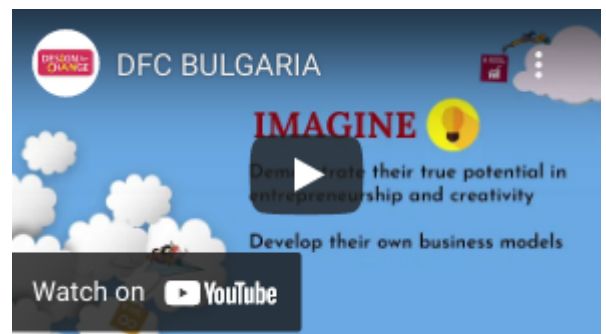 DESIGN for
CHANGE
DFC BULGARIA
IMAGINE
Demonstrate their true potential in
entrepreneurship and creativity
Develop their own business models
Watch on YouTube